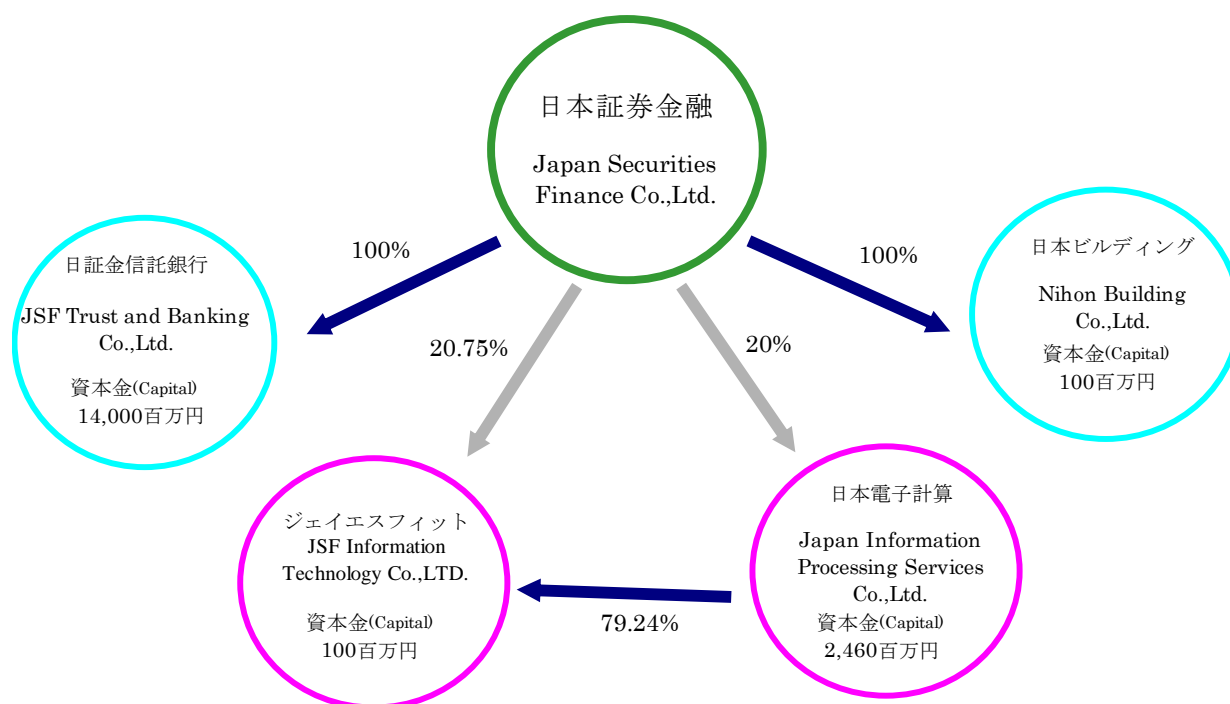 日本証券金融
Japan Securities
Finance Co.,Ltd.
100%
100%
20.75%
20%
日証金信託銀行
JSF Trust and Banking
Co.,Ltd.
資本金(Capital)
14,000百万円
日本ビルディング
Nihon Building
Co.,Ltd.
資本金(Capital)
100百万円
ジェイエスフィット
JSF Information
Technology Co.,LTD.
資本金(Capital)
100百万円
79.24%
日本電子計算
Japan Information
Processing Services
Co.,Ltd.
資本金(Capital)
2,460百万円